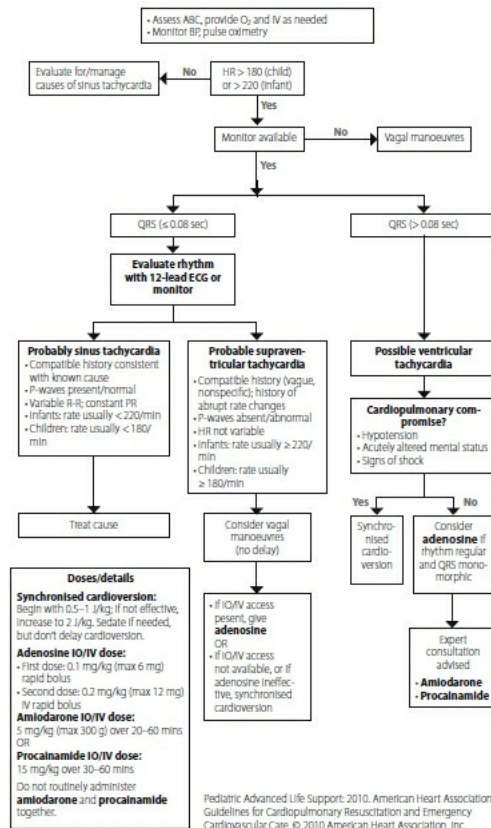 • Assess ABC, provide O₂ and IV as needed
• Monitor BP, pulse oximetry
Evaluate for/manage
causes of sinus tachycardia
No
HR > 180 (child)
or > 220 (infant)
Yes
Monitor available
No
Vagal manoeuvres
Yes
QRS (≤ 0.08 sec)
QRS (> 0.08 sec)
Evaluate rhythm
with 12-lead ECG or
monitor
Probably sinus tachycardia
• Compatible history consistent
with known cause
• P-waves present/normal
• Variable R-R; constant PR
• Infants: rate usually < 220/min
• Children: rate usually < 180/
min
Probable supraven-
tricular tachycardia
• Compatible history (vague,
nonspecific); history of
abrupt rate changes
• P-waves absent/abnormal
• HR not variable
• Infants: rate usually ≥ 220/
min
• Children: rate usually
≥ 180/min
Possible ventricular
tachycardia
Cardiopulmonary com-
promise?
• Hypotension
• Acutely altered mental status
• Signs of shock
Treat cause
Consider vagal
manoeuvres
(no delay)
Yes
No
Synchro-
nised
cardio-
version
Consider
adenosine if
rhythm regular
and QRS mono-
morphic
• If IO/IV access
pesent, give
adenosine
OR
• If IO/IV access
not available, or if
adenosine ineffec-
tive, synchronised
cardioversion
Expert
consultation
advised
• Amiodarone
• Procainamide
Doses/details
Synchronised cardioversion:
Begin with 0.5–1 J/kg; if not effective,
increase to 2 J/kg. Sedate if needed,
but don't delay cardioversion.
Adenosine IO/IV dose:
• First dose: 0.1 mg/kg (max 6 mg)
rapid bolus
• Second dose: 0.2 mg/kg (max 12 mg)
IV rapid bolus
Amiodarone IO/IV dose:
5 mg/kg (max 300 g) over 20–60 mins
OR
Procainamide IO/IV dose:
15 mg/kg over 30–60 mins
Do not routinely administer
amiodarone and procainamide
together.
Pediatric Advanced Life Support: 2010. American Heart Association
Guidelines for Cardiopulmonary Resuscitation and Emergency
Cardiovascular Care. © 2010 American Heart Association, Inc.